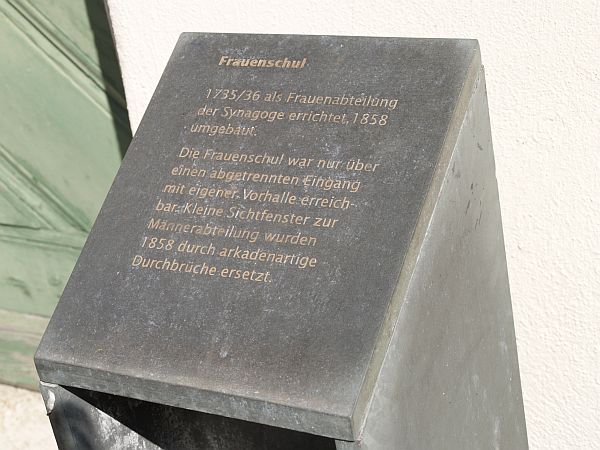 Frauenschul
1735/36 als Frauenabteilung
der Synagoge errichtet, 1858
umgebaut.
Die Frauenschul war nur über
einen abgetrennten Eingang
mit eigener Vorhalle erreich-
bar. Kleine Sichtfenster zur
Männerabteilung wurden
1858 durch arkadenartige
Durchbrüche ersetzt.